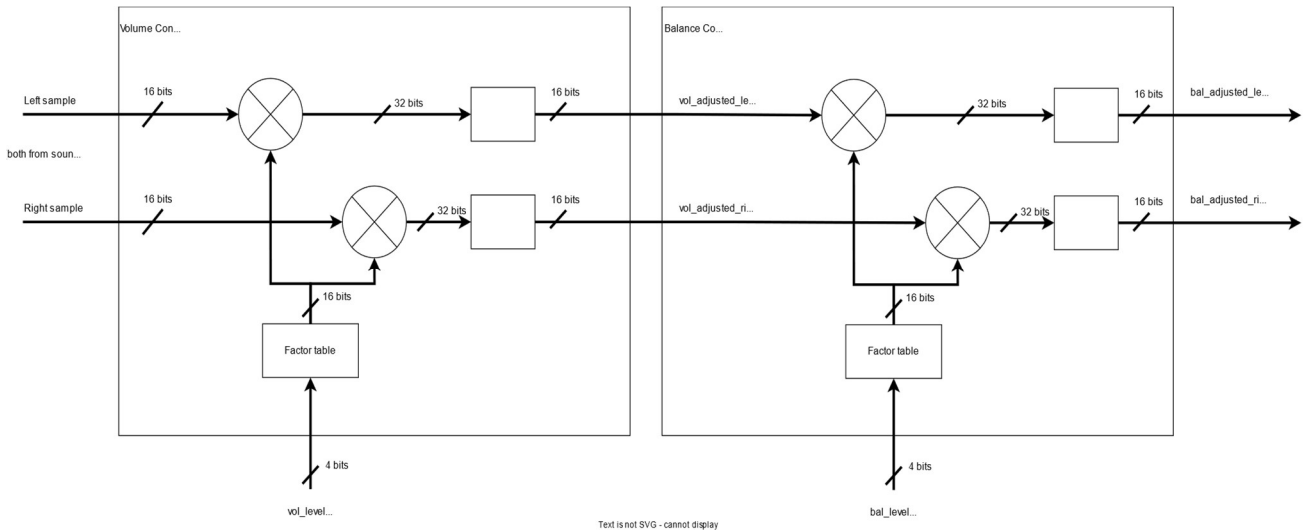 Volume Con...
Balance Co...
Left sample
16 bits
32 bits
16 bits
vol_adjusted_le...
32 bits
16 bits
bal_adjusted_le...
both from soun...
Right sample
16 bits
32 bits
16 bits
vol_adjusted_ri...
32 bits
16 bits
bal_adjusted_ri...
16 bits
16 bits
Factor table
Factor table
4 bits
4 bits
vol_level...
bal_level...
Text is not SVG - cannot display